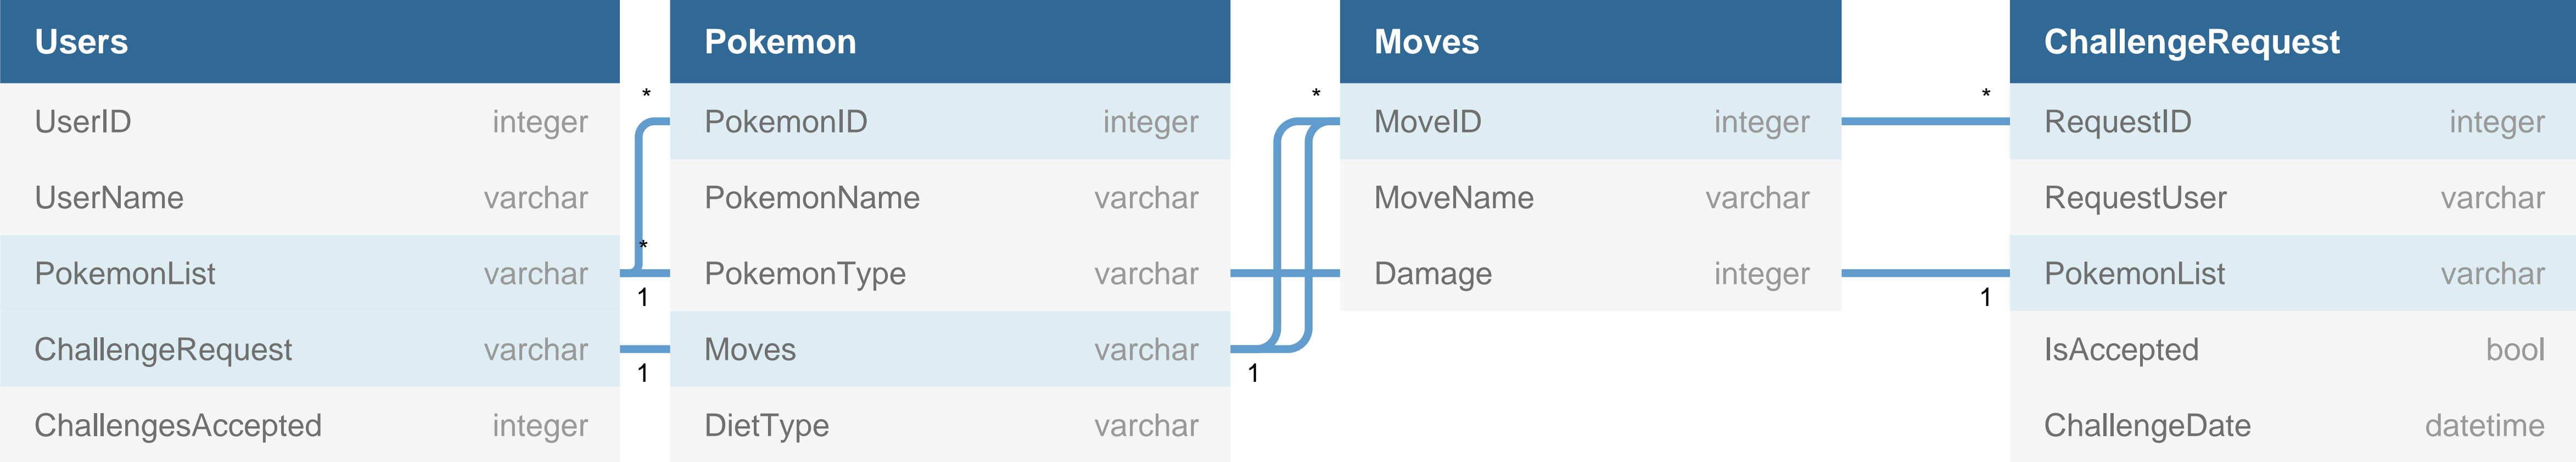 Users
UserID integer
UserName varchar
PokemonList varchar
ChallengeRequest varchar
ChallengesAccepted integer
*
*
1
1
Pokemon
PokemonID integer
PokemonName varchar
PokemonType varchar
Moves varchar
DietType varchar
*
1
Moves
MoveID integer
MoveName varchar
Damage integer
*
1
ChallengeRequest
RequestID integer
RequestUser varchar
PokemonList varchar
IsAccepted bool
ChallengeDate datetime